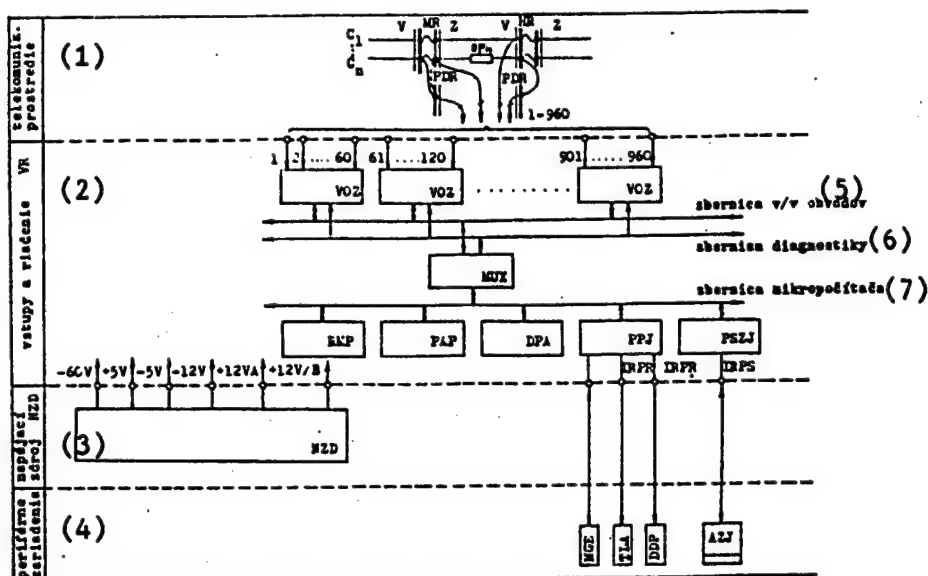 telekomunik. prostredie
(1)
V MR Z V HR Z
C1
Cn
PDR PDR
1-960
vstupy a riadenie VR
(2)
1 2 .... 60 61 ....120 901 ..... 960
VOZ VOZ VOZ
(5)
zbernica v/v obvodov
zbernica diagnostiky (6)
MUX
zbernica mikropočítača (7)
PAP DPA PPJ PSZJ
-60V +5V -5V -12V +12VA +12V/B
IRPR IRPR IRPS
napájací zdroj NZD
(3)
NZD
periférne zariadenie
(4)
MGE TLA DDP AZJ